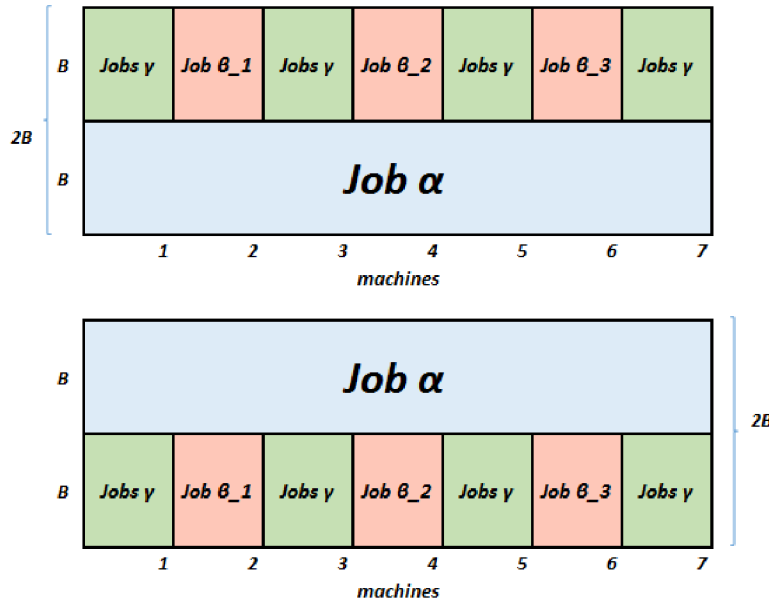 B Jobs γ Job β_1 Jobs γ Job β_2 Jobs γ Job β_3 Jobs γ
2B
B Job α
1 2 3 4 5 6 7
machines
B Job α
2B
B Jobs γ Job β_1 Jobs γ Job β_2 Jobs γ Job β_3 Jobs γ
1 2 3 4 5 6 7
machines